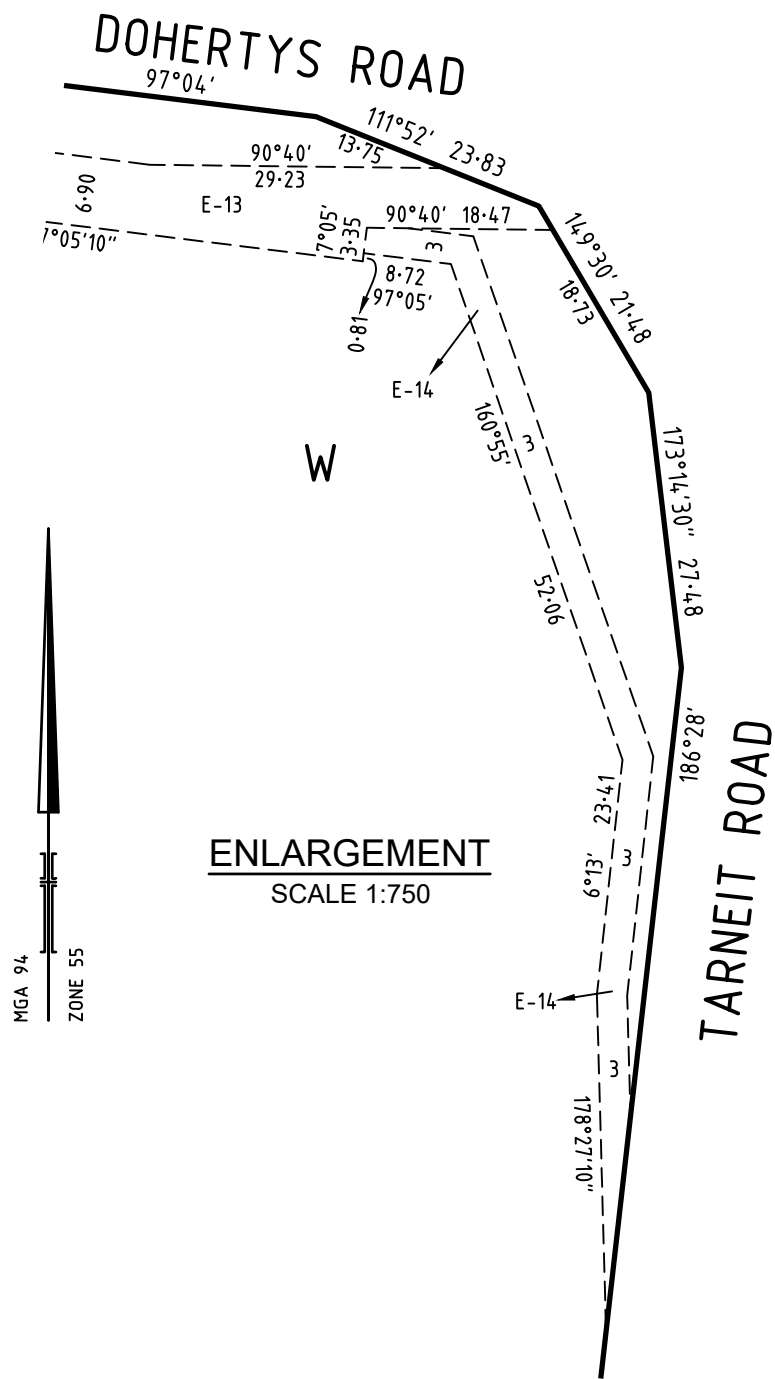 DOHERTYS ROAD
97°04'
111°52' 23·83
13·75
90°40'
29·23
6·90
E-13
7°05'10"
7°05'
3·35
90°40' 18·47
3
149°30' 21·48
18·73
8·72
97°05'
0·81
E-14
160°55'
3
W
173°14'30" 27·48
52·06
186°28'
TARNEIT ROAD
23·41
6°13'
3
ENLARGEMENT
SCALE 1:750
MGA 94
ZONE 55
E-14
3
178°27'10"